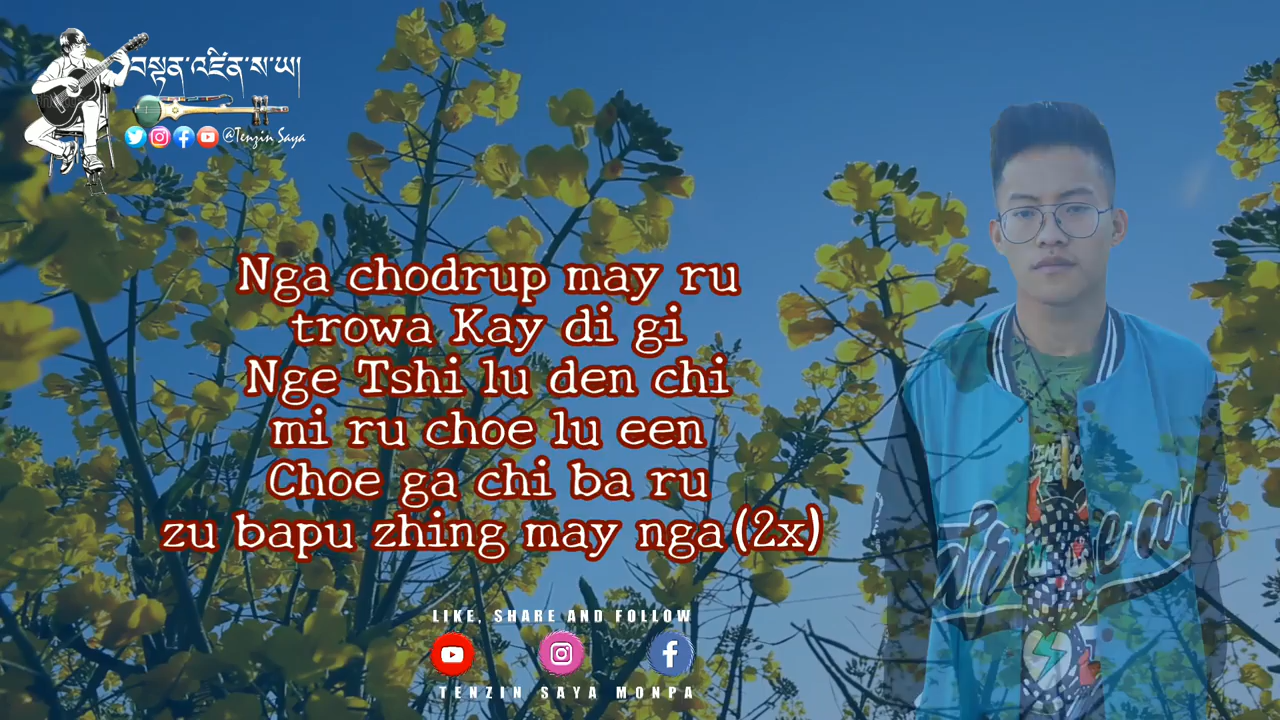 བསྟན་འཛིན་ས་ཡ།
@Tenzin Saya
Nga chodrup may ru
trowa Kay di gi
Nge Tshi lu den chi
mi ru choe lu een
Choe ga chi ba ru
zu bapu zhing may nga(2x)
LIKE, SHARE AND FOLLOW
TENZIN SAYA MONPA